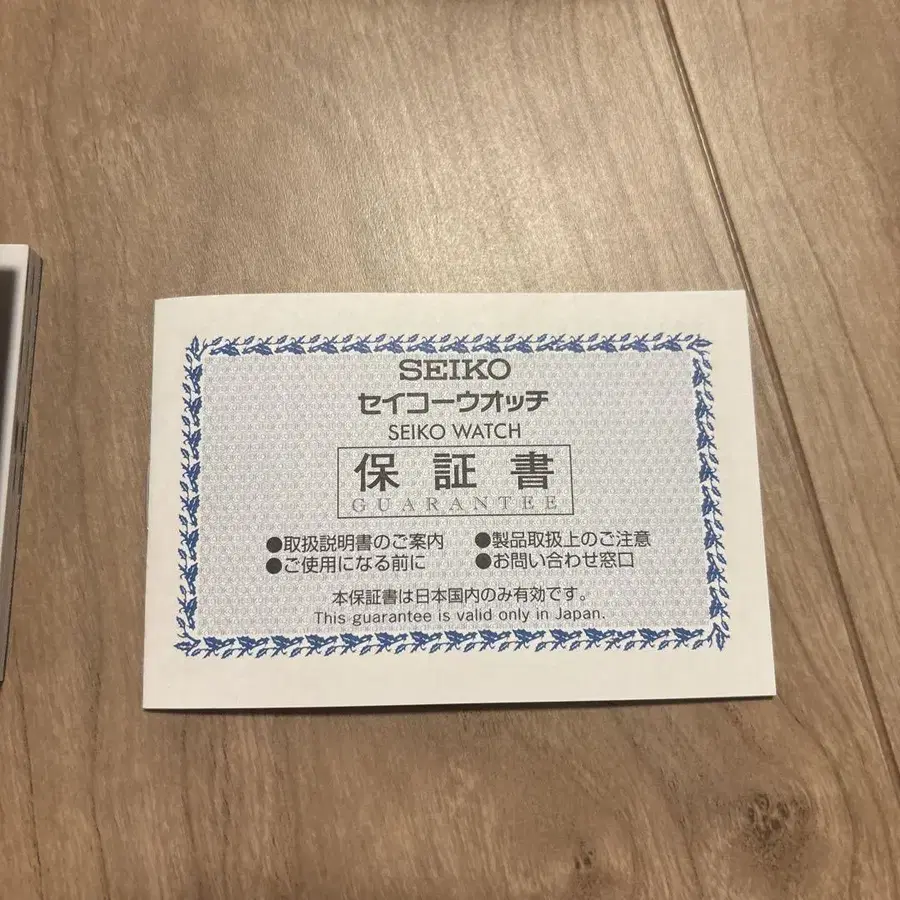 SEIKO
セイコーウオッチ
SEIKO WATCH
保証書
GUARANTEE
●取扱説明書のご案内 ●製品取扱上のご注意
●ご使用になる前に ●お問い合わせ窓口
本保証書は日本国内のみ有効です。
This guarantee is valid only in Japan.